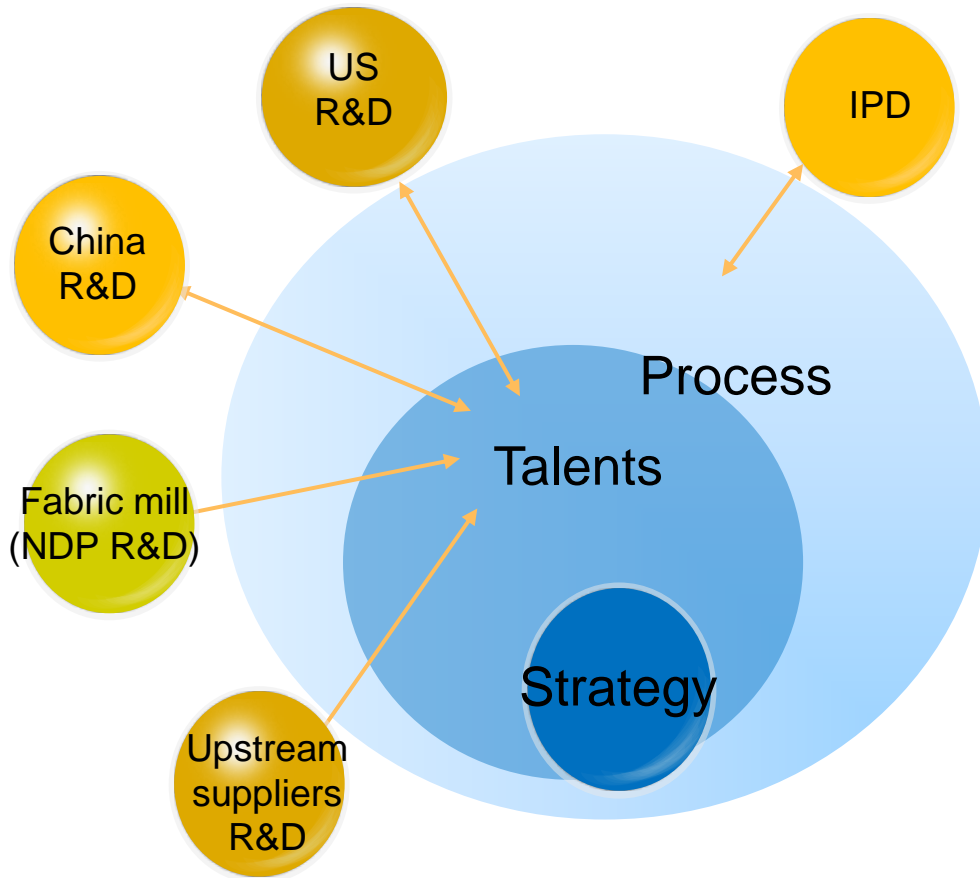 US
R&D
IPD
China
R&D
Process
Talents
Fabric mill
(NDP R&D)
Strategy
Upstream
suppliers
R&D